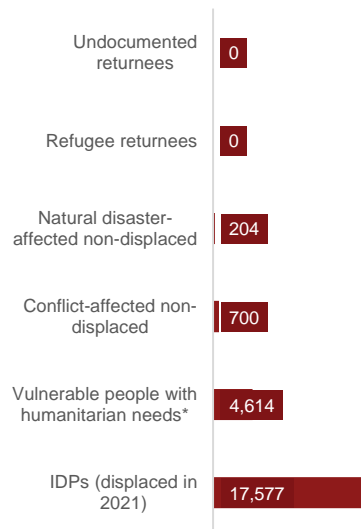 Undocumented
returnees
0
Refugee returnees
0
Natural disaster-
affected non-displaced
204
Conflict-affected non-
displaced
700
Vulnerable people with
humanitarian needs*
4,614
IDPs (displaced in
2021)
17,577